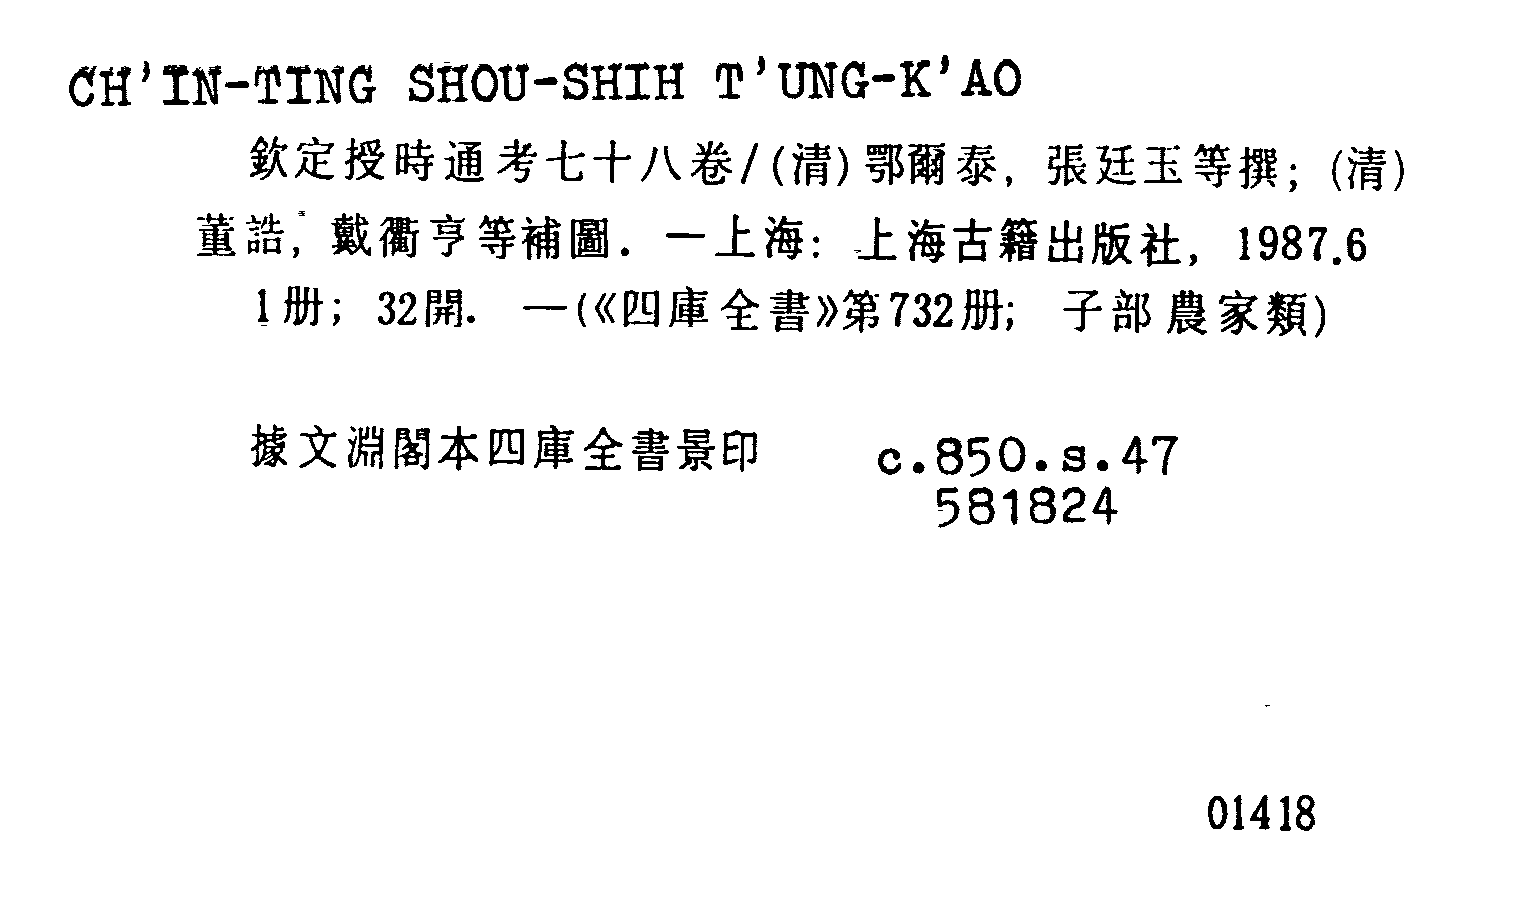 CH'IN-TING SHOU-SHIH T'UNG-K'AO
欽定授時通考七十八卷/(清)鄂爾泰, 張廷玉等撰; (清)
董誥, 戴衢亨等補圖. —上海: 上海古籍出版社, 1987.6
1册; 32開. —(《四庫全書》第732册; 子部農家類)
據文淵閣本四庫全書景印 c.850.s.47
581824
01418